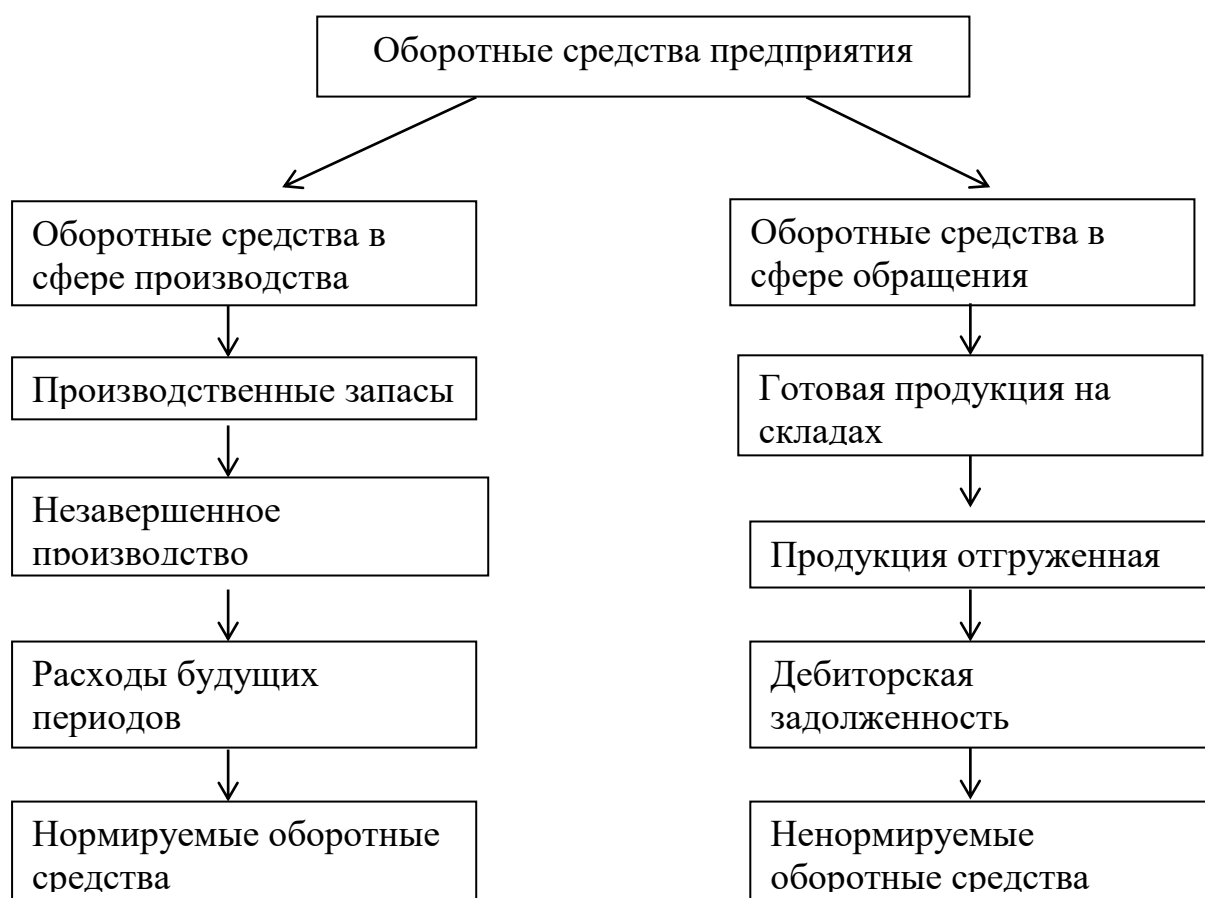 Оборотные средства предприятия
Оборотные средства в
сфере производства
Производственные запасы
Незавершенное
производство
Расходы будущих
периодов
Нормируемые оборотные
средства
Оборотные средства в
сфере обращения
Готовая продукция на
складах
Продукция отгруженная
Дебиторская
задолженность
Ненормируемые
оборотные средства